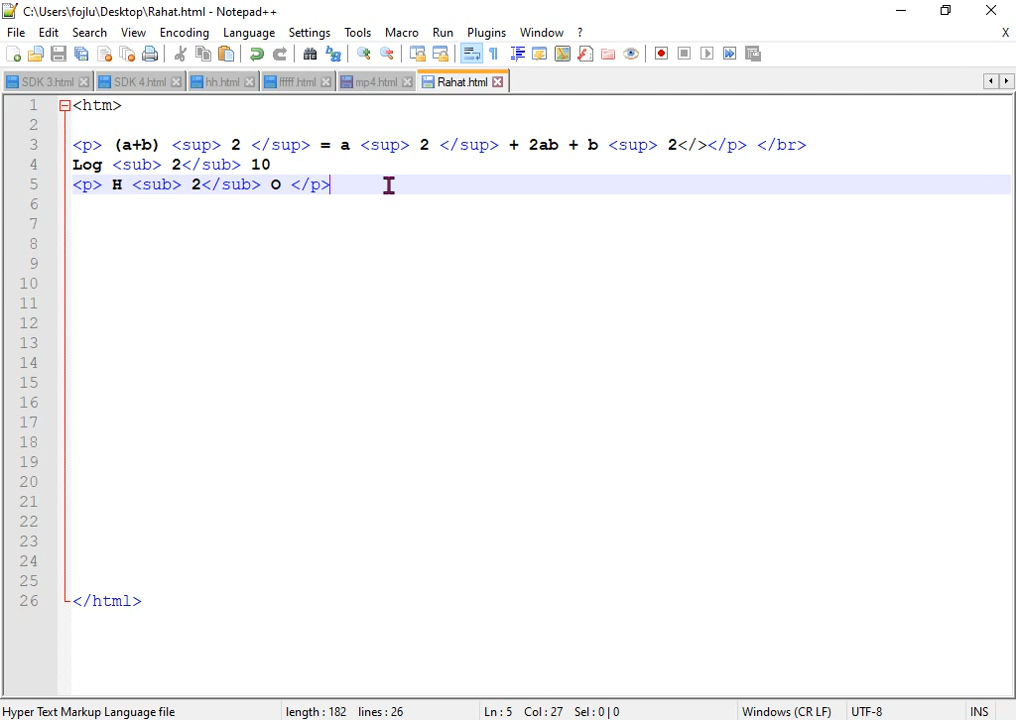 C:\Users\fojlu\Desktop\Rahat.html - Notepad++
File Edit Search View Encoding Language Settings Tools Macro Run Plugins Window ? X
SDK 3.html SDK 4.html hh.html fffff.html mp4.html Rahat.html
1 <htm>
2
3 <p> (a+b) <sup> 2 </sup> = a <sup> 2 </sup> + 2ab + b <sup> 2</></p> </br>
4 Log <sub> 2</sub> 10
5 <p> H <sub> 2</sub> O </p>
6
7
8
9
10
11
12
13
14
15
16
17
18
19
20
21
22
23
24
25
26 </html>
Hyper Text Markup Language file length : 182 lines : 26 Ln : 5 Col : 27 Sel : 0 | 0 Windows (CR LF) UTF-8 INS